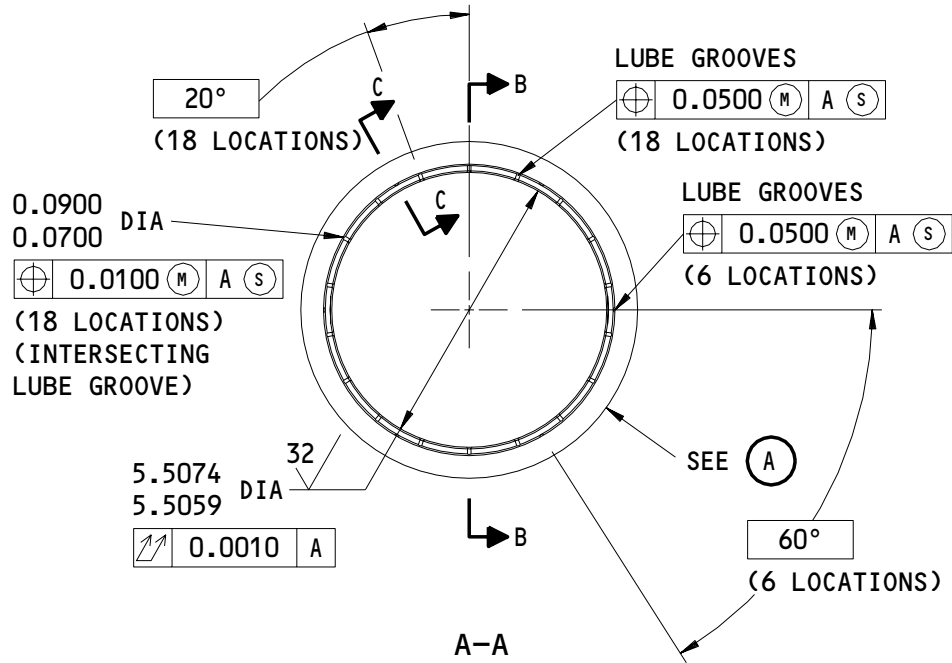 LUBE GROOVES
⌖ 0.0500 Ⓜ A Ⓢ
(18 LOCATIONS)
20°
(18 LOCATIONS)
C
B
LUBE GROOVES
⌖ 0.0500 Ⓜ A Ⓢ
(6 LOCATIONS)
C
0.0900
0.0700 DIA
⌖ 0.0100 Ⓜ A Ⓢ
(18 LOCATIONS)
(INTERSECTING
LUBE GROOVE)
32
5.5074
5.5059 DIA
⌰ 0.0010 A
SEE A
B
60°
(6 LOCATIONS)
A-A